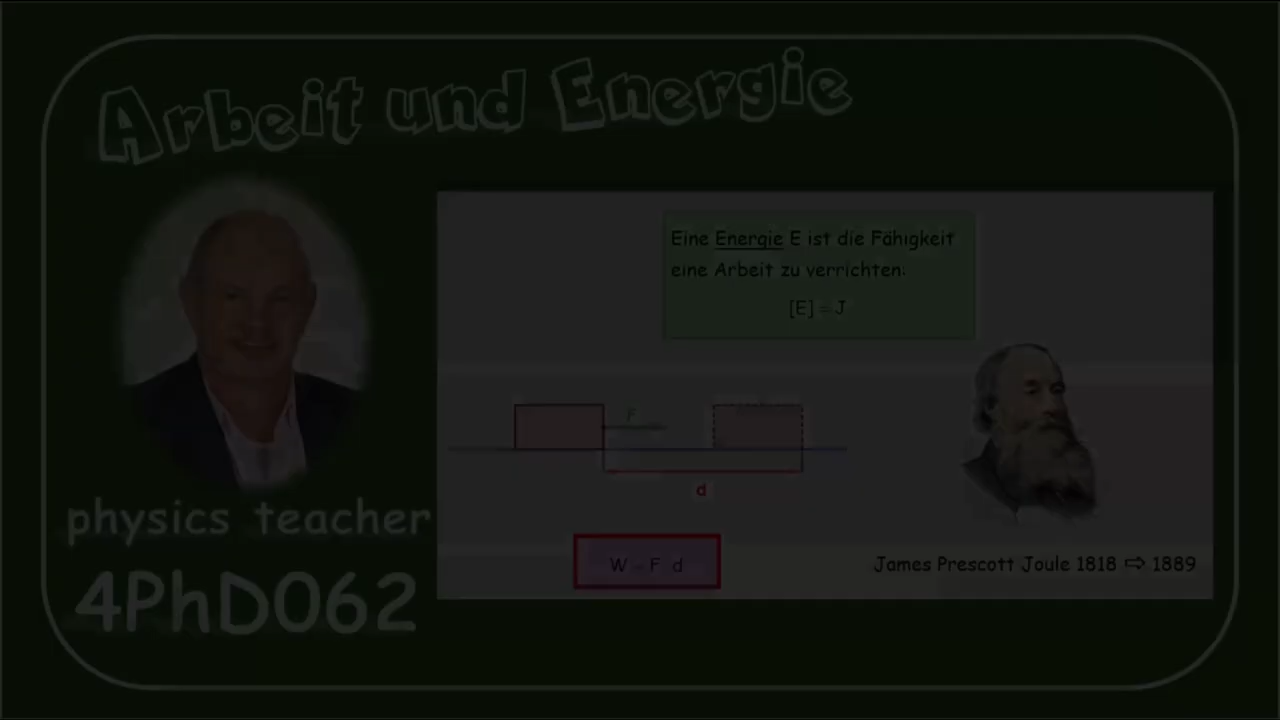 Arbeit und Energie
Eine Energie E ist die Fähigkeit
eine Arbeit zu verrichten:
[E] = J
F
d
W = F d
James Prescott Joule 1818 ⇨ 1889
physics teacher
4PhD062